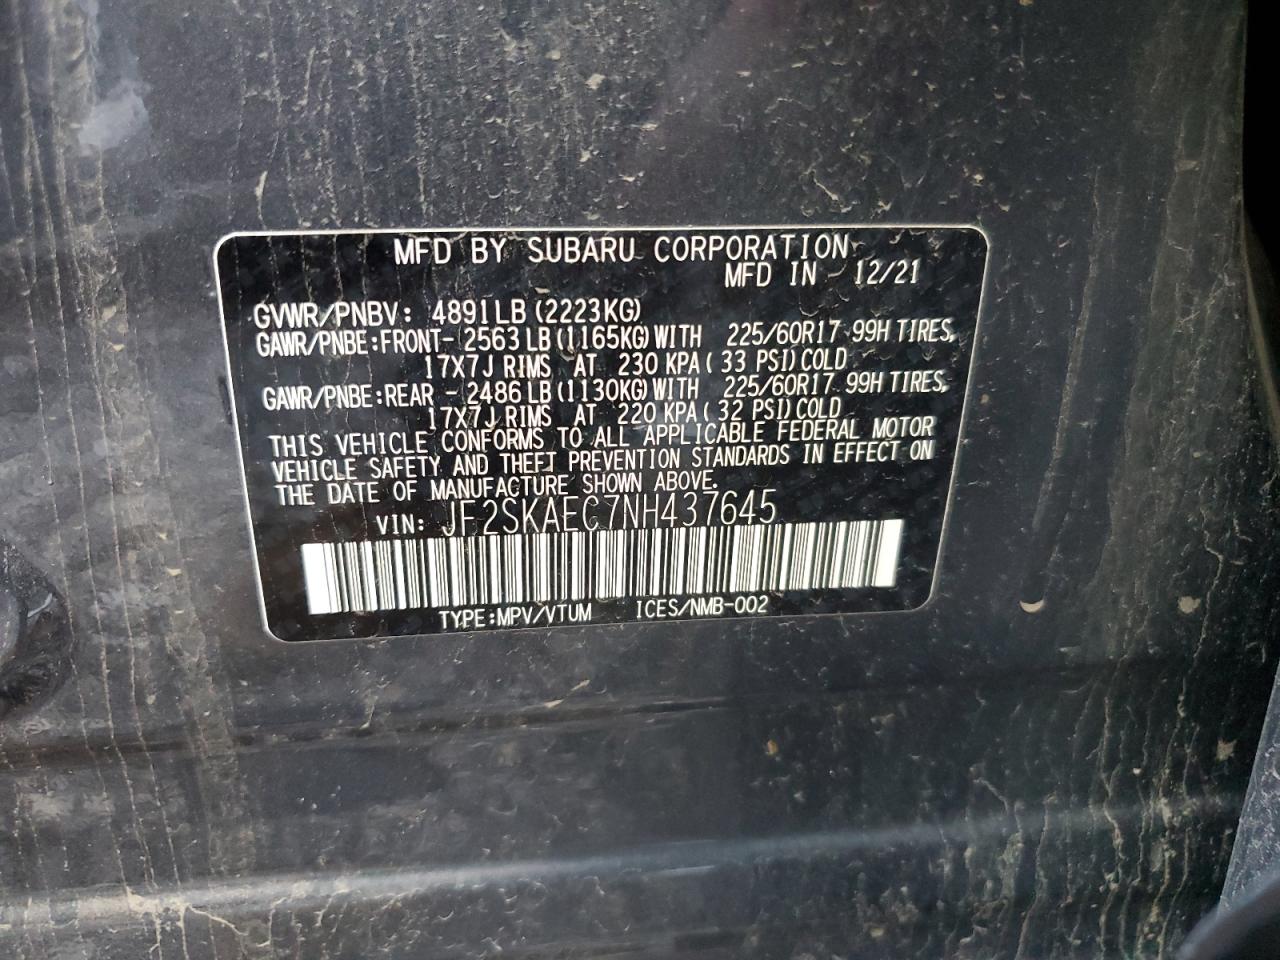 MFD BY SUBARU CORPORATION
MFD IN 12/21
GVWR/PNBV: 4891LB (2223KG)
GAWR/PNBE:FRONT- 2563 LB (1165KG) WITH 225/60R17 99H TIRES,
17X7J RIMS AT 230 KPA ( 33 PSI) COLD
GAWR/PNBE:REAR - 2486 LB (1130KG) WITH 225/60R17 99H TIRES,
17X7J RIMS AT 220 KPA ( 32 PSI) COLD
THIS VEHICLE CONFORMS TO ALL APPLICABLE FEDERAL MOTOR
VEHICLE SAFETY AND THEFT PREVENTION STANDARDS IN EFFECT ON
THE DATE OF MANUFACTURE SHOWN ABOVE.
VIN: JF2SKAEC7NH437645
TYPE:MPV/VTUM ICES/NMB-002